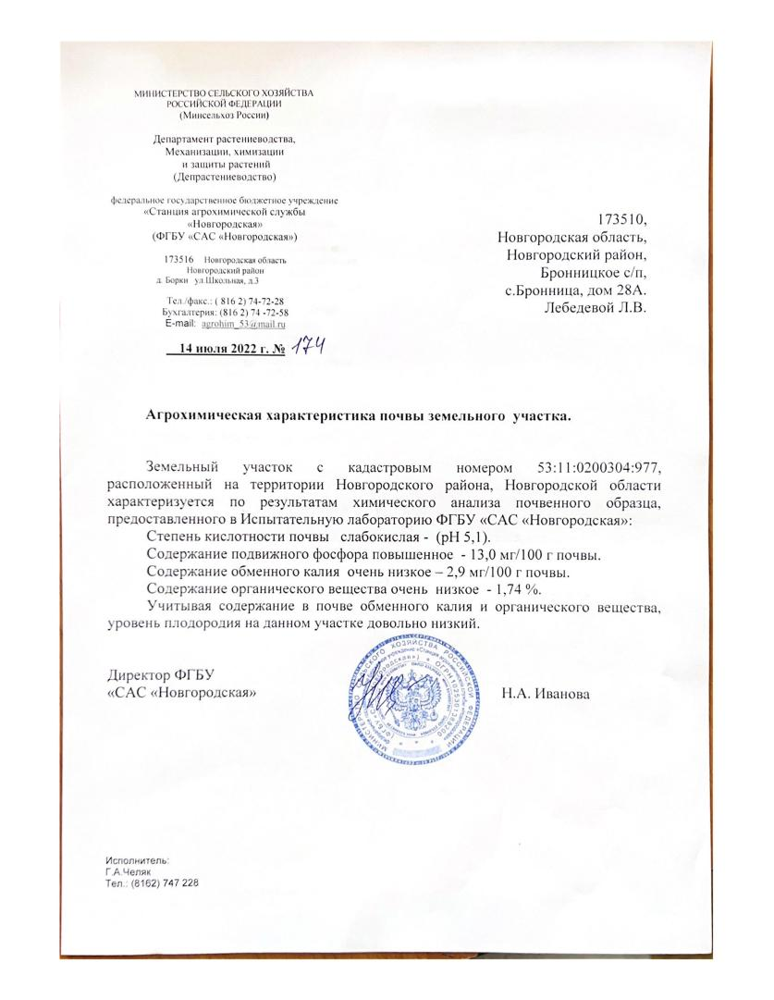 МИНИСТЕРСТВО СЕЛЬСКОГО ХОЗЯЙСТВА
РОССИЙСКОЙ ФЕДЕРАЦИИ
(Минсельхоз России)
Департамент растениеводства,
Механизации, химизации
и защиты растений
(Депрастениеводство)
федеральное государственное бюджетное учреждение
«Станция агрохимической службы
«Новгородская»
(ФГБУ «САС «Новгородская»)
173516 Новгородская область
Новгородский район
д. Борки ул.Школьная, д.3
Тел./факс.: ( 816 2) 74-72-28
Бухгалтерия: (816 2) 74 -72-58
E-mail: agrohim_53@mail.ru
14 июля 2022 г. № 174
173510,
Новгородская область,
Новгородский район,
Бронницкое с/п,
с.Бронница, дом 28А.
Лебедевой Л.В.
Агрохимическая характеристика почвы земельного участка.
Земельный участок с кадастровым номером 53:11:0200304:977,
расположенный на территории Новгородского района, Новгородской области
характеризуется по результатам химического анализа почвенного образца,
предоставленного в Испытательную лабораторию ФГБУ «САС «Новгородская»:
Степень кислотности почвы слабокислая - (рН 5,1).
Содержание подвижного фосфора повышенное - 13,0 мг/100 г почвы.
Содержание обменного калия очень низкое – 2,9 мг/100 г почвы.
Содержание органического вещества очень низкое - 1,74 %.
Учитывая содержание в почве обменного калия и органического вещества,
уровень плодородия на данном участке довольно низкий.
Директор ФГБУ
«САС «Новгородская»
Н.А. Иванова
МИНИСТЕРСТВО СЕЛЬСКОГО ХОЗЯЙСТВА РОССИЙСКОЙ ФЕДЕРАЦИИ
Исполнитель:
Г.А.Челяк
Тел.: (8162) 747 228